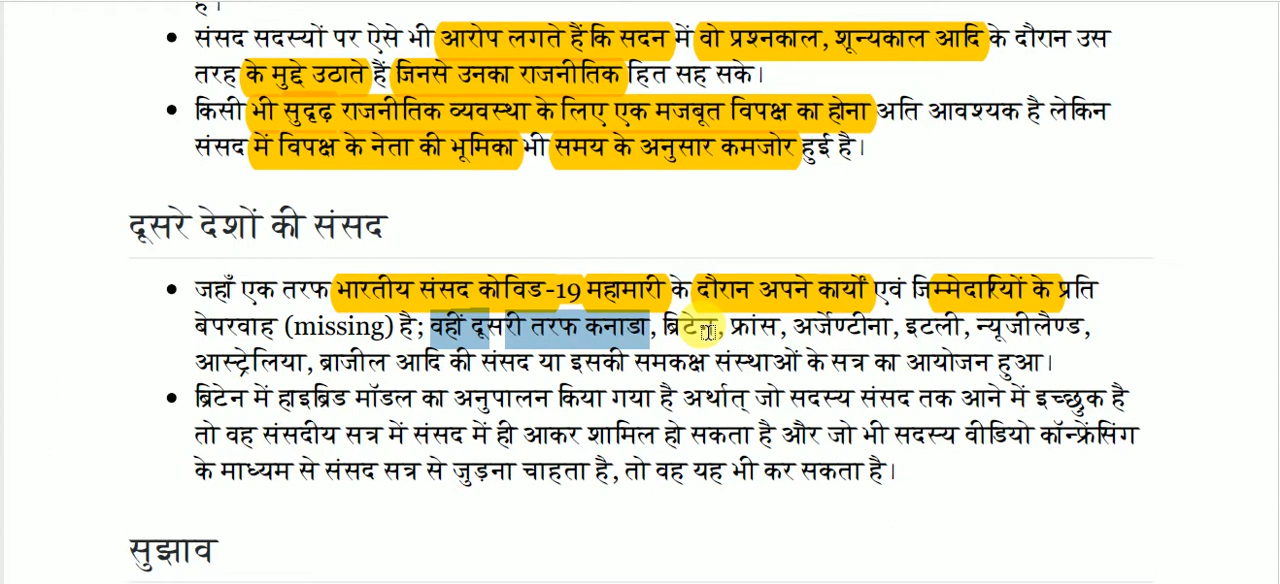 है।
संसद सदस्यों पर ऐसे भी आरोप लगते हैं कि सदन में वो प्रश्नकाल, शून्यकाल आदि के दौरान उस
तरह के मुद्दे उठाते हैं जिनसे उनका राजनीतिक हित सह सके।
किसी भी सुदृढ़ राजनीतिक व्यवस्था के लिए एक मजबूत विपक्ष का होना अति आवश्यक है लेकिन
संसद में विपक्ष के नेता की भूमिका भी समय के अनुसार कमजोर हुई है।
दूसरे देशों की संसद
जहाँ एक तरफ भारतीय संसद कोविड-19 महामारी के दौरान अपने कार्यों एवं जिम्मेदारियों के प्रति
बेपरवाह (missing) है; वहीं दूसरी तरफ कनाडा, ब्रिटेन, फ्रांस, अर्जेण्टीना, इटली, न्यूजीलैण्ड,
आस्ट्रेलिया, ब्राजील आदि की संसद या इसकी समकक्ष संस्थाओं के सत्र का आयोजन हुआ।
ब्रिटेन में हाइब्रिड मॉडल का अनुपालन किया गया है अर्थात् जो सदस्य संसद तक आने में इच्छुक है
तो वह संसदीय सत्र में संसद में ही आकर शामिल हो सकता है और जो भी सदस्य वीडियो कॉन्फ्रेंसिंग
के माध्यम से संसद सत्र से जुड़ना चाहता है, तो वह यह भी कर सकता है।
सुझाव